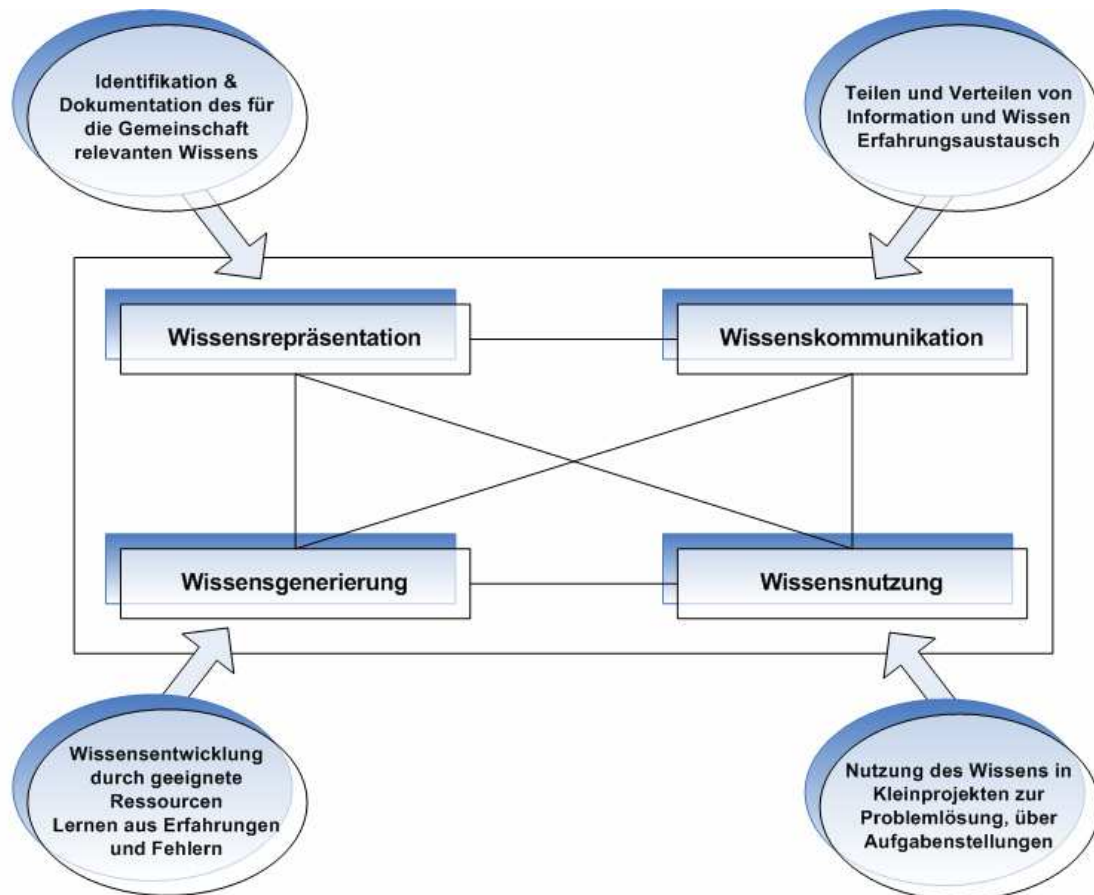 Identifikation &
Dokumentation des für
die Gemeinschaft
relevanten Wissens
Teilen und Verteilen von
Information und Wissen
Erfahrungsaustausch
Wissensrepräsentation
Wissenskommunikation
Wissensgenerierung
Wissensnutzung
Wissensentwicklung
durch geeignete
Ressourcen
Lernen aus Erfahrungen
und Fehlern
Nutzung des Wissens in
Kleinprojekten zur
Problemlösung, über
Aufgabenstellungen